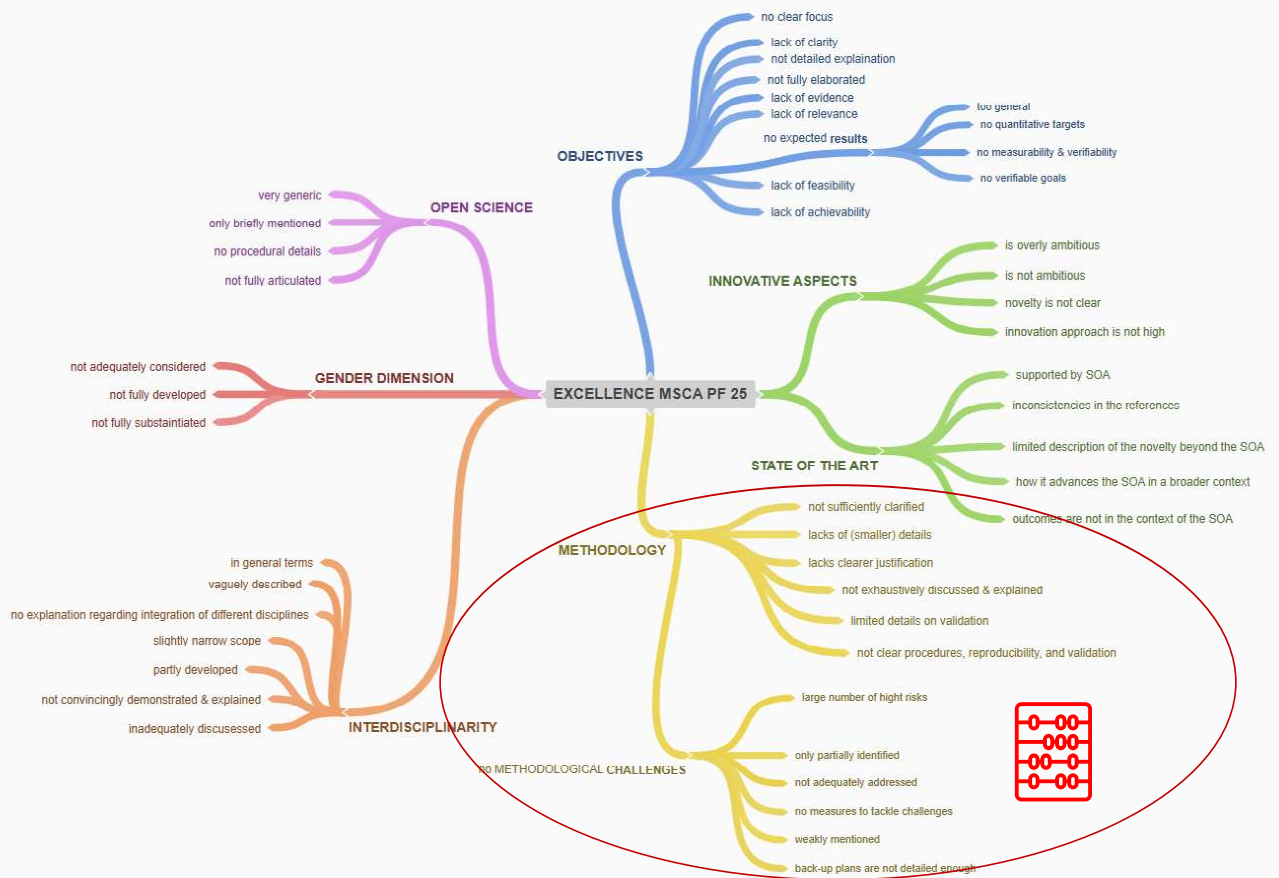 no clear focus
lack of clarity
not detailed explaination
not fully elaborated
lack of evidence
lack of relevance
no expected results
too general
no quantitative targets
no measurability & verifiability
no verifiable goals
OBJECTIVES
lack of feasibility
lack of achievability
very generic
only briefly mentioned
no procedural details
not fully articulated
OPEN SCIENCE
INNOVATIVE ASPECTS
is overly ambitious
is not ambitious
novelty is not clear
innovation approach is not high
not adequately considered
not fully developed
not fully substaintiated
GENDER DIMENSION
EXCELLENCE MSCA PF 25
STATE OF THE ART
supported by SOA
inconsistencies in the references
limited description of the novelty beyond the SOA
how it advances the SOA in a broader context
outcomes are not in the context of the SOA
METHODOLOGY
not sufficiently clarified
lacks of (smaller) details
lacks clearer justification
not exhaustively discussed & explained
limited details on validation
not clear procedures, reproducibility, and validation
in general terms
vaguely described
no explanation regarding integration of different disciplines
slightly narrow scope
partly developed
not convincingly demonstrated & explained
inadequately discusessed
INTERDISCIPLINARITY
no METHODOLOGICAL CHALLENGES
large number of hight risks
only partially identified
not adequately addressed
no measures to tackle challenges
weakly mentioned
back-up plans are not detailed enough